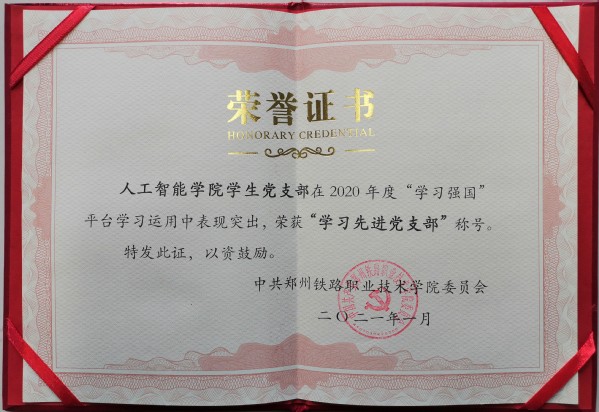 荣誉证书
HONORARY CREDENTIAL
人工智能学院学生党支部在2020年度“学习强国”
平台学习运用中表现突出，荣获“学习先进党支部”称号。
特发此证，以资鼓励。
中共郑州铁路职业技术学院委员会
二〇二一年一月